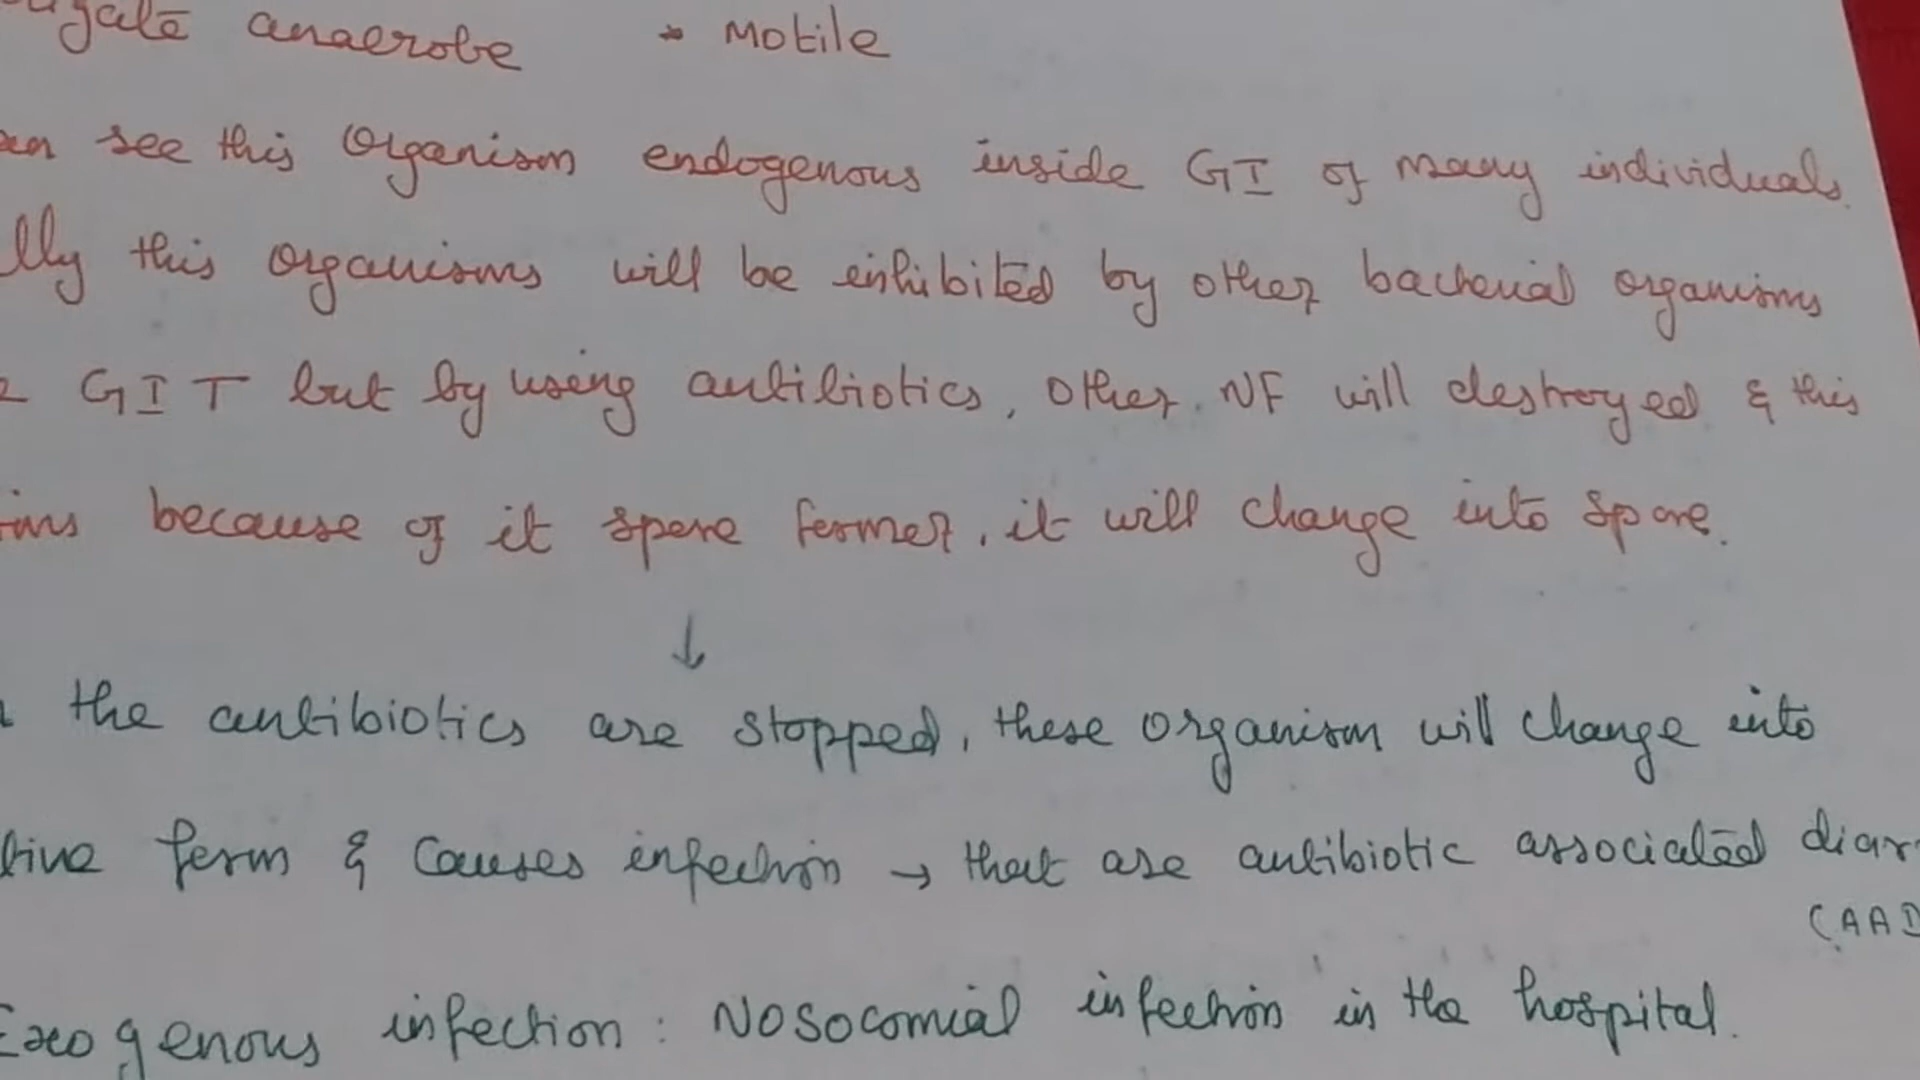 anaerobe * Motile
see this Organism endogenous inside GI of many individuals.
this organisms will be inhibited by other bacterial organisms
GIT but by using antibiotics, Other NF will destroyed & this
because of it spore former, it will change into spore.
↓
the antibiotics are stopped, these organism will change into
form & Causes infection → that are antibiotic associated diar
(AAD
Exogenous infection: Nosocomial infection in the hospital.